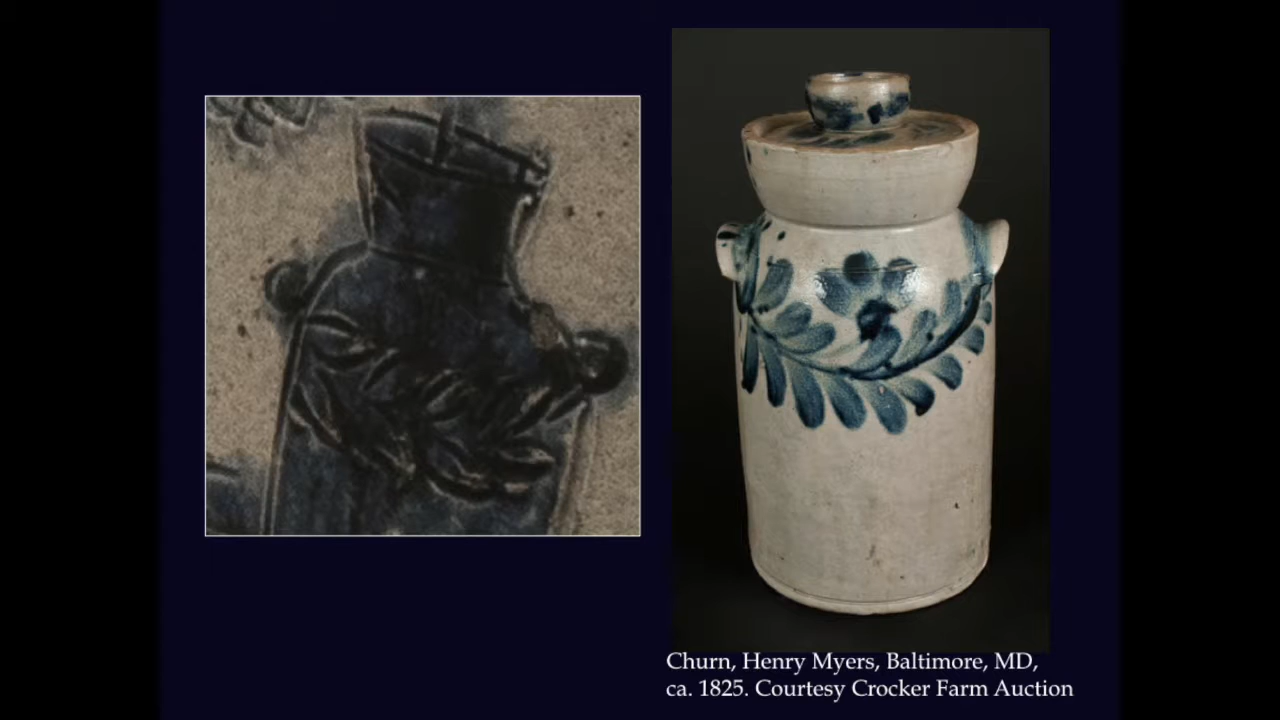 Churn, Henry Myers, Baltimore, MD,
ca. 1825. Courtesy Crocker Farm Auction